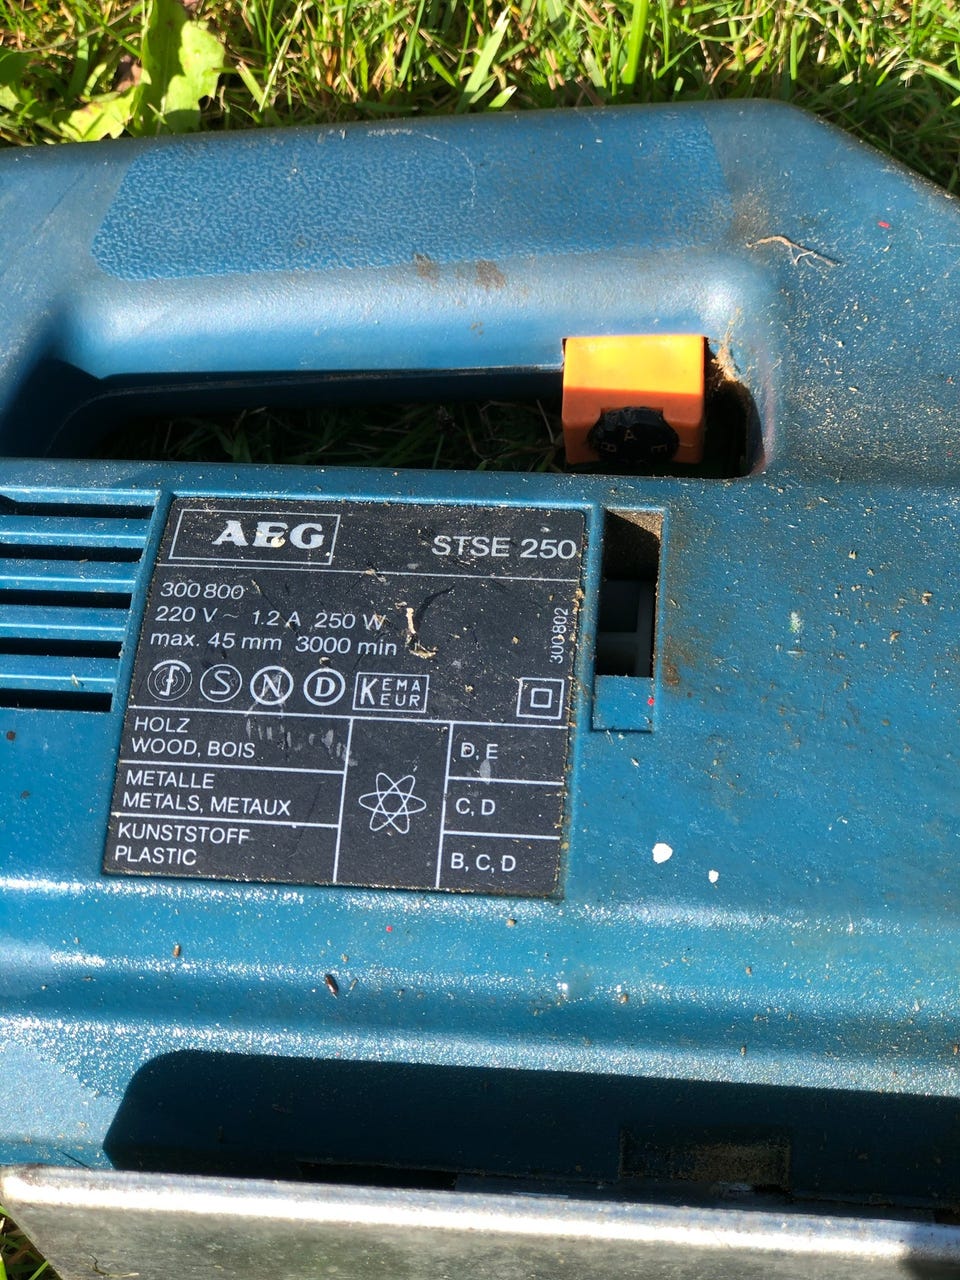 B A E
AEG
STSE 250
300 800
220 V ~ 1.2 A 250 W
max. 45 mm 3000 min
300802
S N D KEMA KEUR
HOLZ
WOOD, BOIS
D, E
METALLE
METALS, METAUX
C, D
KUNSTSTOFF
PLASTIC
B, C, D